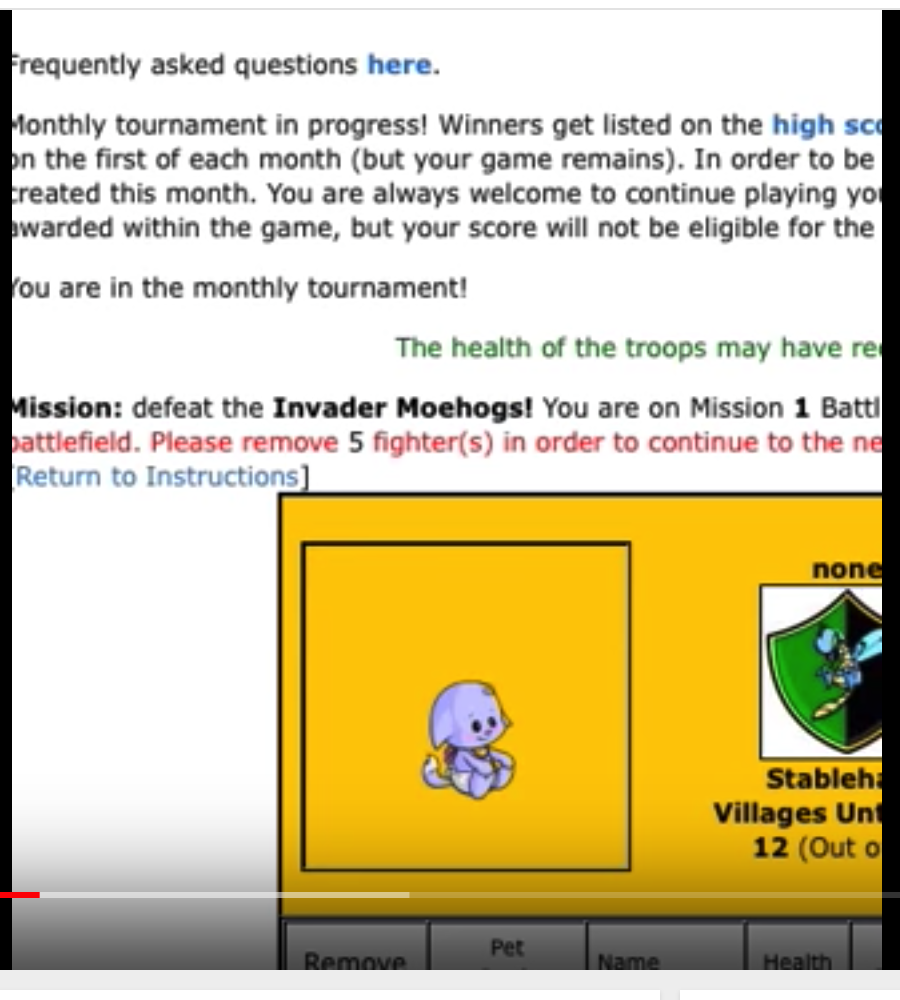 Frequently asked questions here.
Monthly tournament in progress! Winners get listed on the high sco
on the first of each month (but your game remains). In order to be
created this month. You are always welcome to continue playing you
awarded within the game, but your score will not be eligible for the
You are in the monthly tournament!
The health of the troops may have re
Mission: defeat the Invader Moehogs! You are on Mission 1 Battl
battlefield. Please remove 5 fighter(s) in order to continue to the ne
[Return to Instructions]
none
Stableha
Villages Unt
12 (Out o
Remove Pet Name Health